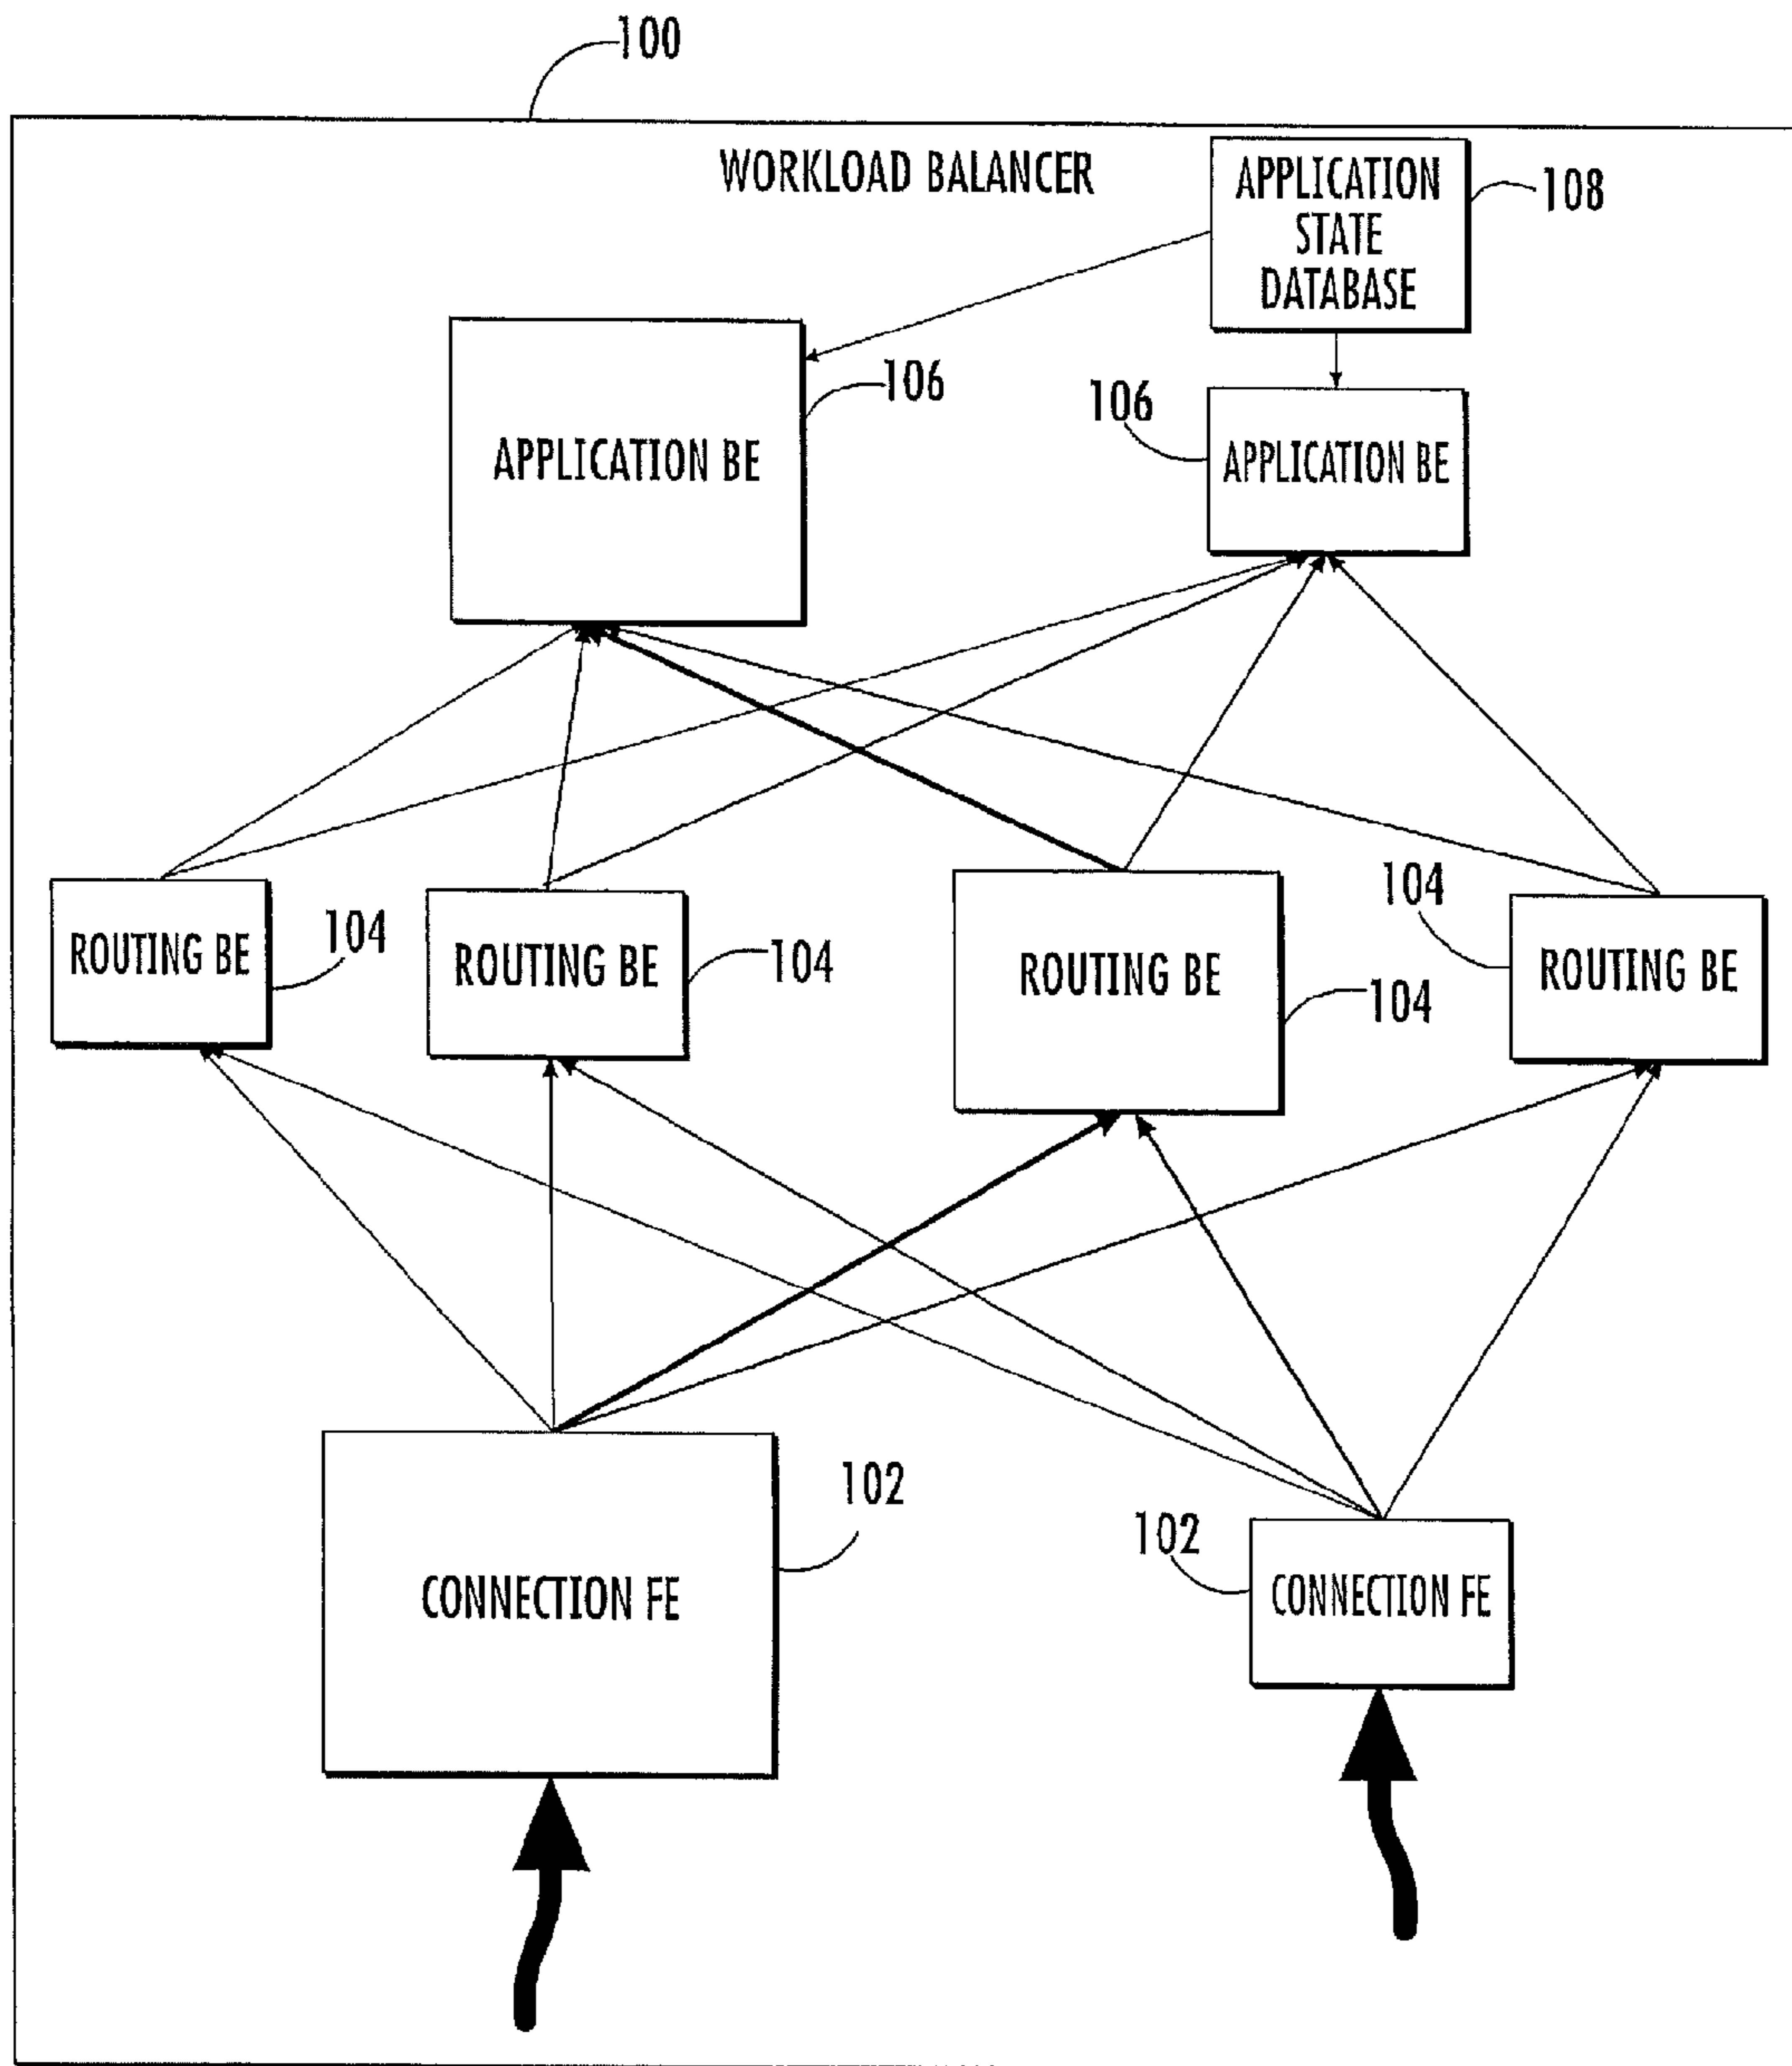 100
WORKLOAD BALANCER
APPLICATION
STATE
DATABASE
108
106
106
APPLICATION BE
APPLICATION BE
104
104
104
104
ROUTING BE
ROUTING BE
ROUTING BE
ROUTING BE
102
102
CONNECTION FE
CONNECTION FE